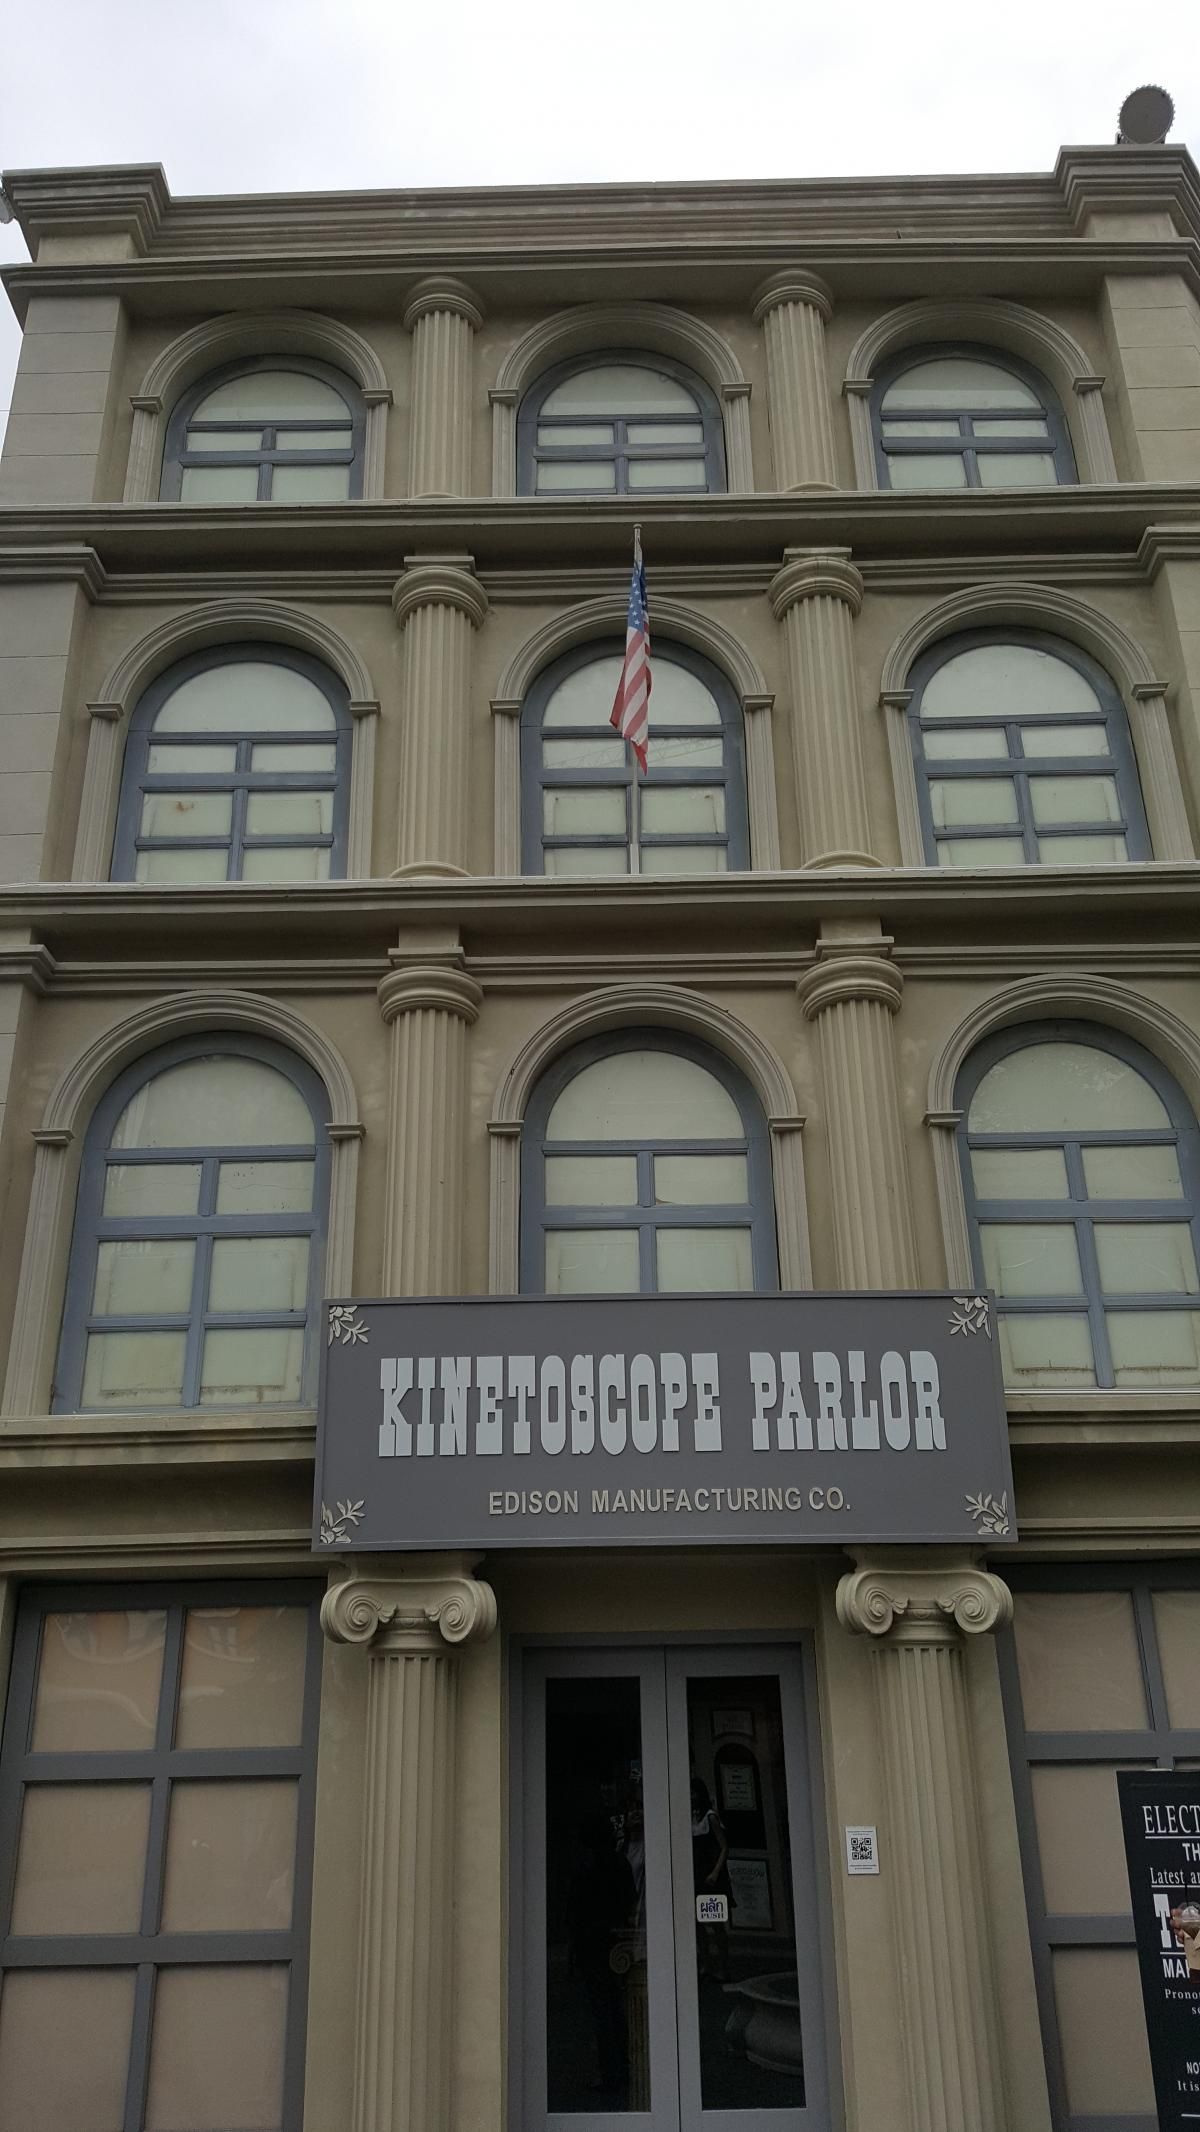 KINETOSCOPE PARLOR
EDISON MANUFACTURING CO.
ผลัก
PUSH
ELECT
TH
Latest a
MA
Prono
NO
It is